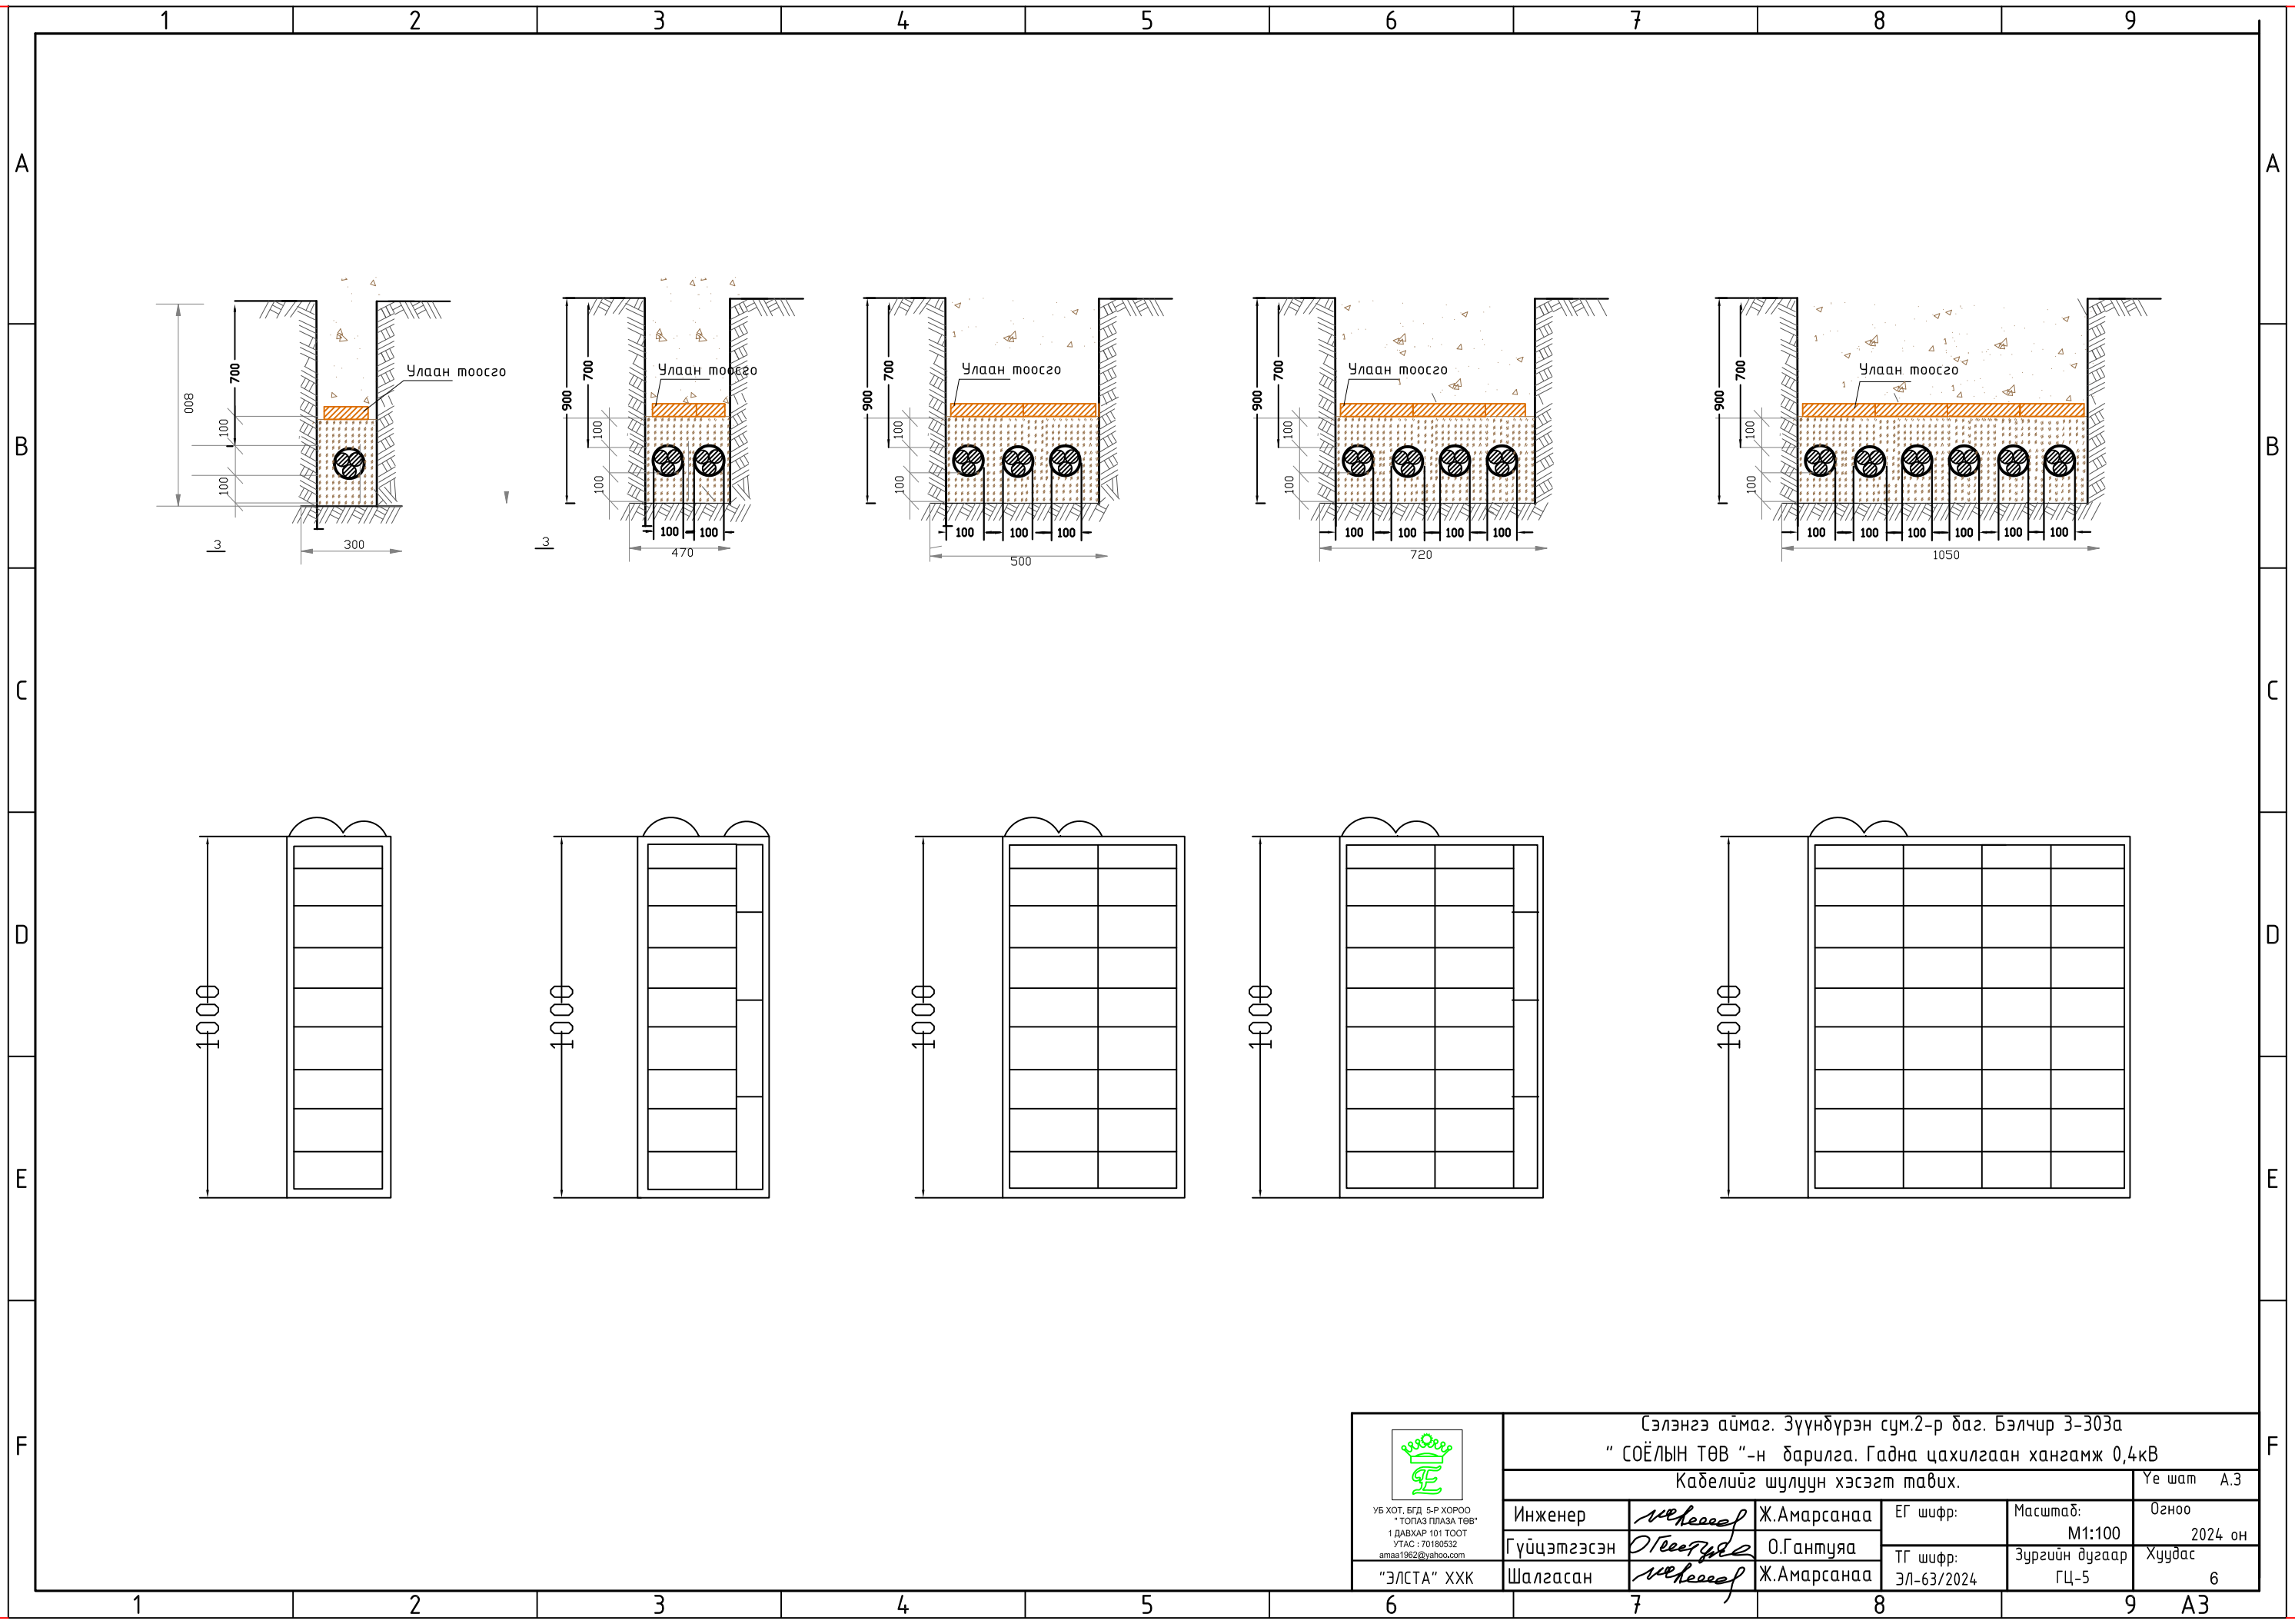 1 2 3 4 5 6 7 8 9
A A
B B
C C
D D
E E
F F
800
700
100
100
Улаан тоосго
3
300
900
700
100
100
Улаан тоосго
100 100
3
470
900
700
100
100
Улаан тоосго
100 100 100
500
900
700
100
100
Улаан тоосго
100 100 100 100
720
900
700
100
100
Улаан тоосго
100 100 100 100 100 100
1050
1000
1000
1000
1000
1000
Сэлэнгэ аймаг. Зүүнбүрэн сум.2-р баг. Бэлчир 3-303а
" СОЁЛЫН ТӨВ "-н барилга. Гадна цахилгаан хангамж 0,4кВ
Кабелийг шулуун хэсэгт тавих.
Үе шат А.З
УБ ХОТ, БГД 5-Р ХОРОО
" ТОПАЗ ПЛАЗА ТӨВ"
1 ДАВХАР 101 ТООТ
УТАС : 70180532
amaa1962@yahoo.com
"ЭЛСТА" ХХК
Инженер Ж.Амарсанаа
Гүйцэтгэсэн О.Гантуяа
Шалгасан Ж.Амарсанаа
ЕГ шифр:
ТГ шифр:
ЭЛ-63/2024
Масштаб:
М1:100
Зургийн дугаар
ГЦ-5
Огноо
2024 он
Хуудас
6
1 2 3 4 5 6 7 8 9 А3